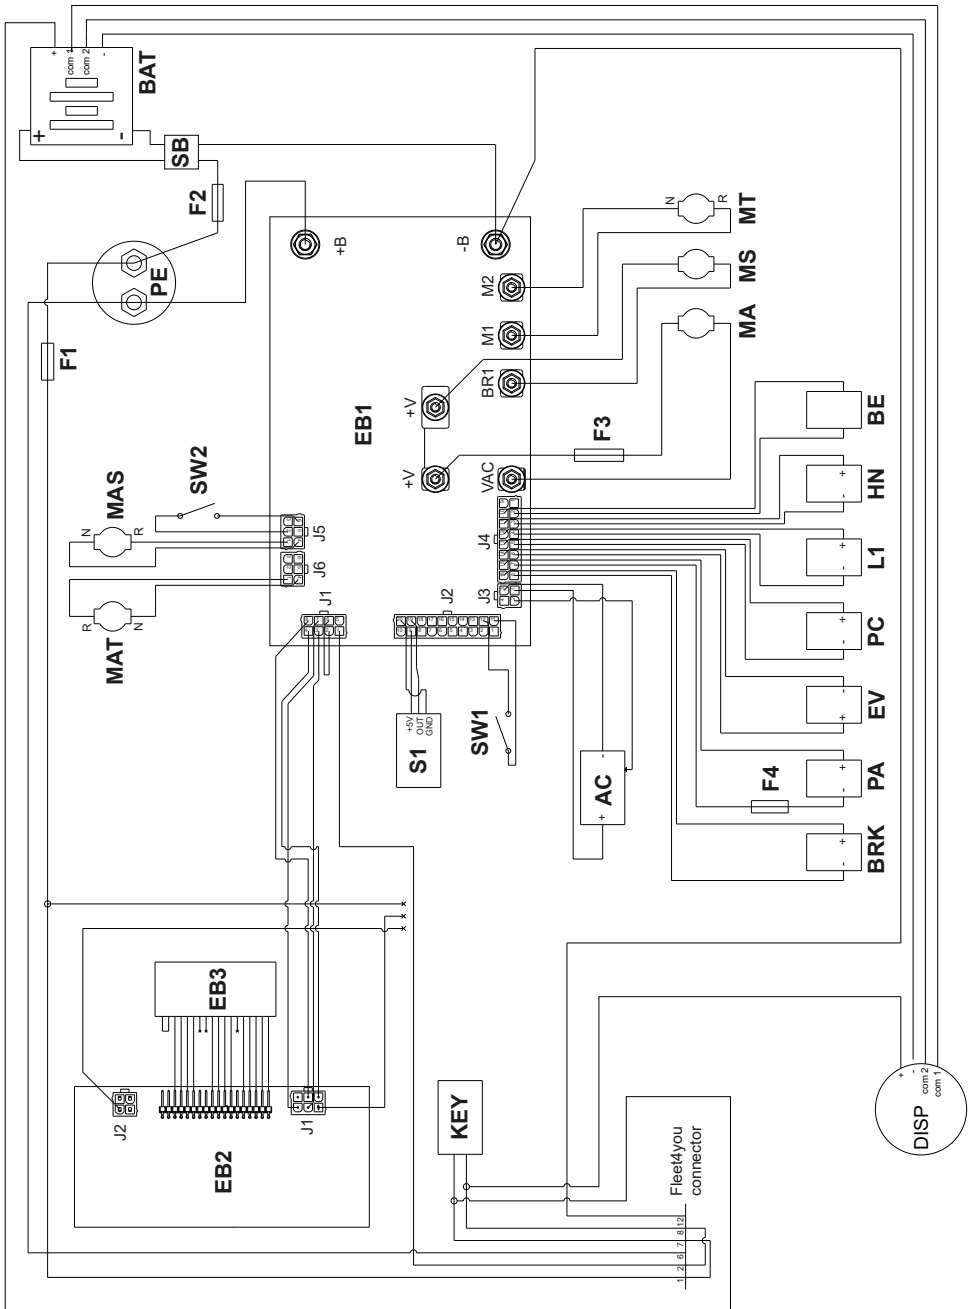 +
com 1
com 2
-
BAT
+
-
SB
F2
PE
F1
+B
-B
MT
N
R
MS
MA
M2
M1
BR1
+V
+V
EB1
VAC
F3
MAS
N
R
SW2
MAT
R
N
J5
J6
J1
J2
J4
J3
BE
HN
+
-
L1
+
-
PC
+
-
EV
-
+
PA
+
-
F4
BRK
+
-
S1
+5V
OUT
GND
SW1
AC
-
+
EB3
EB2
J2
J1
KEY
Fleet4you
connector
1
2
6
7
8
12
DISP
+
-
com 2
com 1